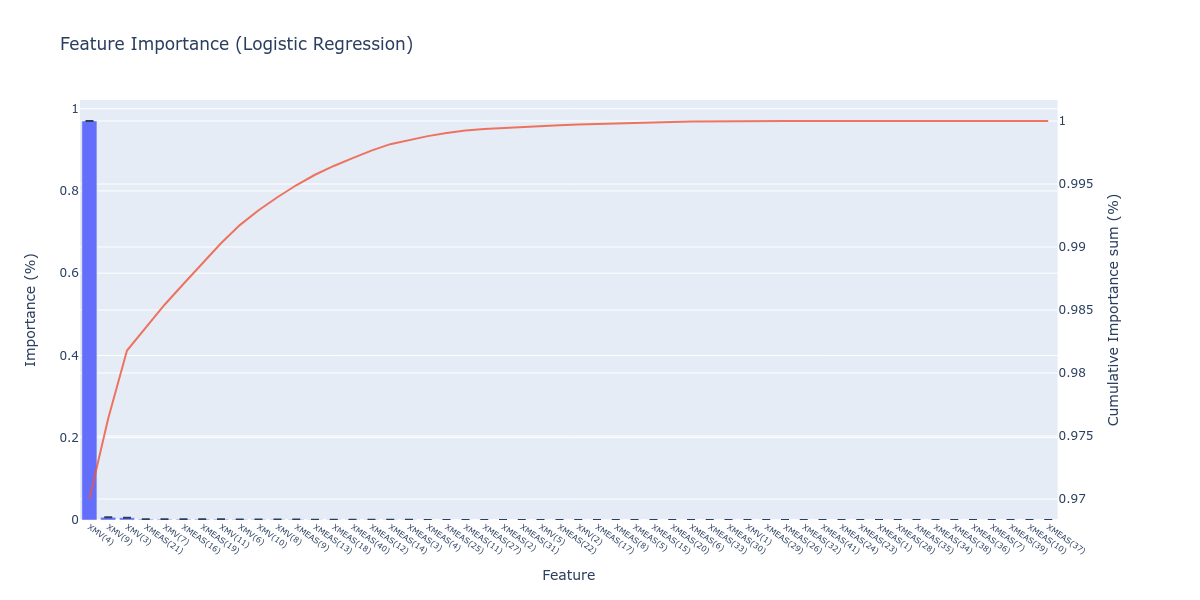 Feature Importance (Logistic Regression)
1
0.8
0.6
0.4
0.2
0
Importance (%)
1
0.995
0.99
0.985
0.98
0.975
0.97
Cumulative Importance sum (%)
XMV(4)
XMV(9)
XMV(3)
XMEAS(21)
XMV(7)
XMEAS(16)
XMEAS(19)
XMV(11)
XMV(6)
XMV(10)
XMV(8)
XMEAS(9)
XMEAS(13)
XMEAS(18)
XMEAS(40)
XMEAS(12)
XMEAS(14)
XMEAS(3)
XMEAS(4)
XMEAS(25)
XMEAS(11)
XMEAS(27)
XMEAS(2)
XMEAS(31)
XMV(5)
XMEAS(22)
XMV(2)
XMEAS(17)
XMEAS(8)
XMEAS(5)
XMEAS(15)
XMEAS(20)
XMEAS(6)
XMEAS(33)
XMEAS(30)
XMV(1)
XMEAS(29)
XMEAS(26)
XMEAS(32)
XMEAS(41)
XMEAS(24)
XMEAS(23)
XMEAS(1)
XMEAS(28)
XMEAS(35)
XMEAS(34)
XMEAS(38)
XMEAS(36)
XMEAS(7)
XMEAS(39)
XMEAS(10)
XMEAS(37)
Feature